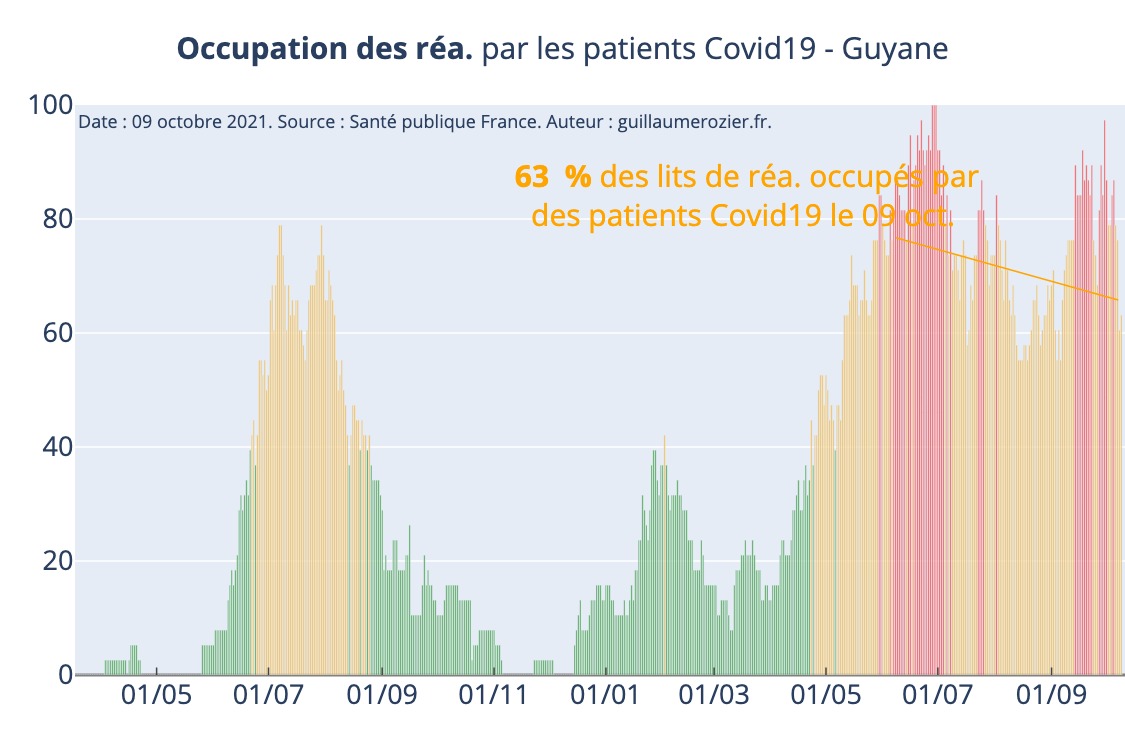 Occupation des réa. par les patients Covid19 - Guyane
100
Date : 09 octobre 2021. Source : Santé publique France. Auteur : guillaumerozier.fr.
63 % des lits de réa. occupés par
des patients Covid19 le 09 oct.
80
60
40
20
0
01/05 01/07 01/09 01/11 01/01 01/03 01/05 01/07 01/09